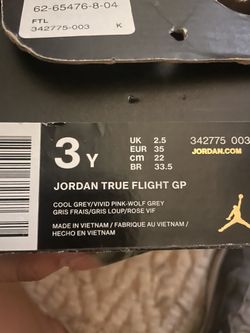 62-65476-8-04
FTL
342775-003 K
3 Y
UK 2.5
EUR 35
cm 22
BR 33.5
342775 003
JORDAN.COM
JORDAN TRUE FLIGHT GP
COOL GREY/VIVID PINK-WOLF GREY
GRIS FRAIS/GRIS LOUP/ROSE VIF
MADE IN VIETNAM / FABRIQUE AU VIETNAM /
HECHO EN VIETNAM